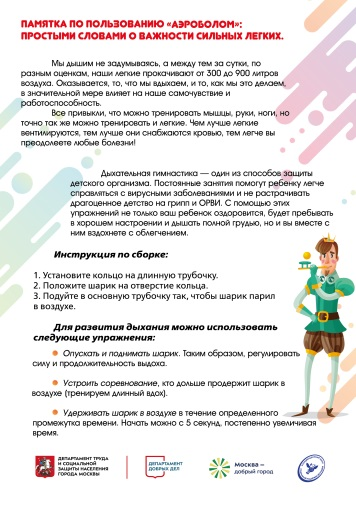 ПАМЯТКА ПО ПОЛЬЗОВАНИЮ «АЭРОБОЛОМ»:
ПРОСТЫМИ СЛОВАМИ О ВАЖНОСТИ СИЛЬНЫХ ЛЕГКИХ.
Мы дышим не задумываясь, а между тем за сутки, по
разным оценкам, наши легкие прокачивают от 300 до 900 литров
воздуха. Оказывается, то, что мы вдыхаем, и то, как мы это делаем,
в значительной мере влияет на наше самочувствие и
работоспособность.
Все привыкли, что можно тренировать мышцы, руки, ноги, но
точно так же можно тренировать и легкие. Чем лучше легкие
вентилируются, тем лучше они снабжаются кровью, тем легче вы
преодолеете любые болезни!
Дыхательная гимнастика — один из способов защиты
детского организма. Постоянные занятия помогут ребенку легче
справляться с вирусными заболеваниями и не растрачивать
драгоценное детство на грипп и ОРВИ. С помощью этих
упражнений не только ваш ребенок оздоровится, будет пребывать
в хорошем настроении и дышать полной грудью, но и вы вместе с
ним вздохнете с облегчением.
Инструкция по сборке:
1. Установите кольцо на длинную трубочку.
2. Положите шарик на отверстие кольца.
3. Подуйте в основную трубочку так, чтобы шарик парил
в воздухе.
Для развития дыхания можно использовать
следующие упражнения:
Опускать и поднимать шарик. Таким образом, регулировать
силу и продолжительность выдоха.
Устроить соревнование, кто дольше продержит шарик в
воздухе (тренируем длинный вдох).
Удерживать шарик в воздухе в течение определенного
промежутка времени. Начать можно с 5 секунд, постепенно увеличивая
время.
ДЕПАРТАМЕНТ ТРУДА
И СОЦИАЛЬНОЙ
ЗАЩИТЫ НАСЕЛЕНИЯ
ГОРОДА МОСКВЫ
ДЕПАРТАМЕНТ
ДОБРЫХ ДЕЛ
Москва –
добрый город